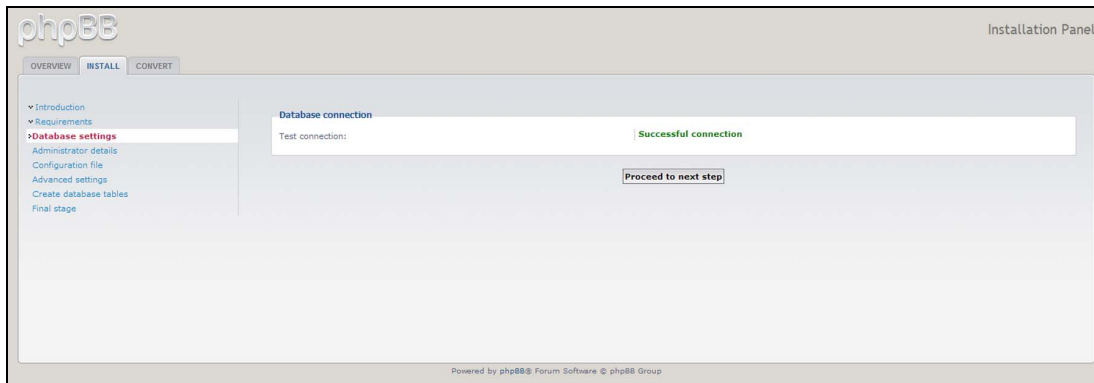 phpBB
Installation Panel
OVERVIEW INSTALL CONVERT
Introduction
Requirements
Database settings
Administrator details
Configuration file
Advanced settings
Create database tables
Final stage
Database connection
Test connection: Successful connection
Proceed to next step
Powered by phpBB® Forum Software © phpBB Group